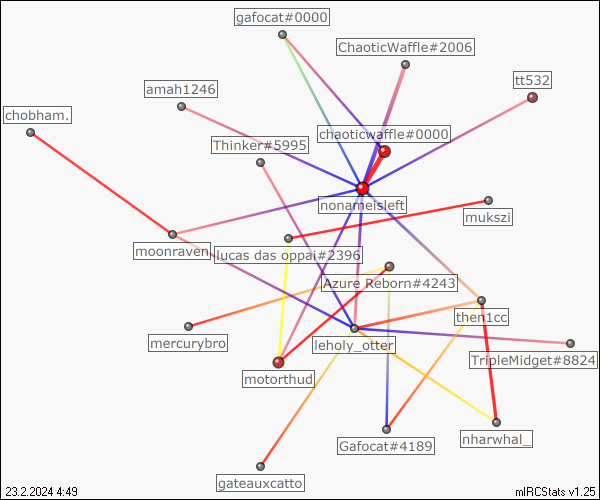 gafocat#0000
ChaoticWaffle#2006
tt532
amah1246
chobham.
chaoticwaffle#0000
Thinker#5995
nonameisleft
mukszi
moonraven
lucas das oppai#2396
Azure Reborn#4243
then1cc
mercurybro
leholy_otter
TripleMidget#8824
motorthud
Gafocat#4189
nharwhal_
gateauxcatto
23.2.2024 4:49
mIRCStats v1.25